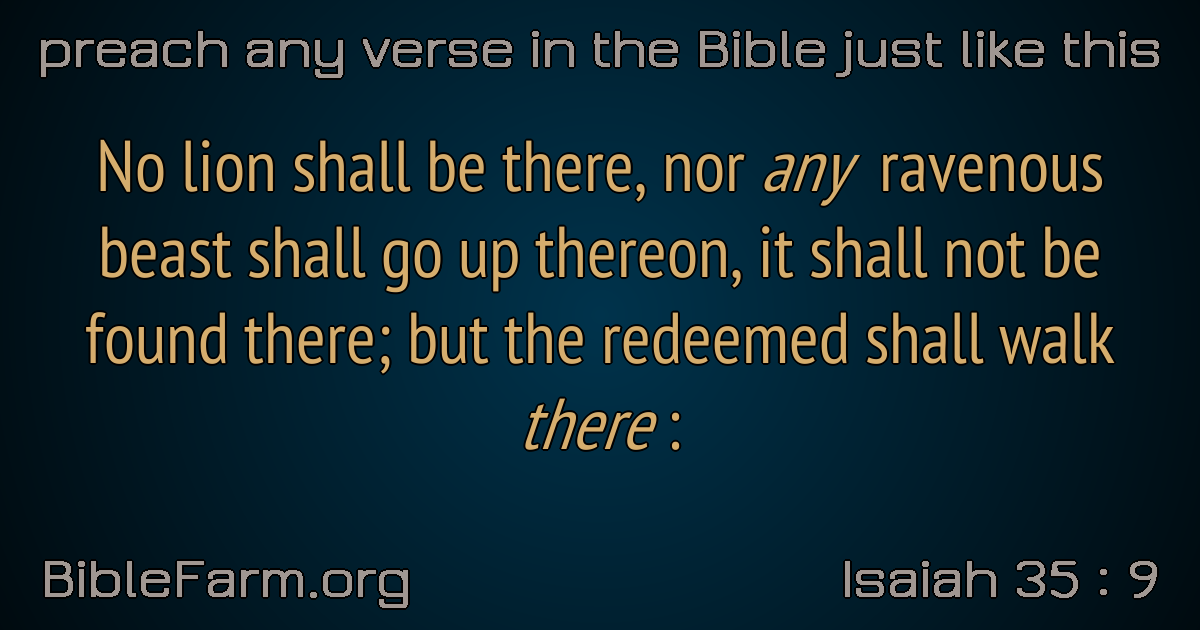 preach any verse in the Bible just like this
No lion shall be there, nor any ravenous
beast shall go up thereon, it shall not be
found there; but the redeemed shall walk
there :
BibleFarm.org
Isaiah 35 : 9